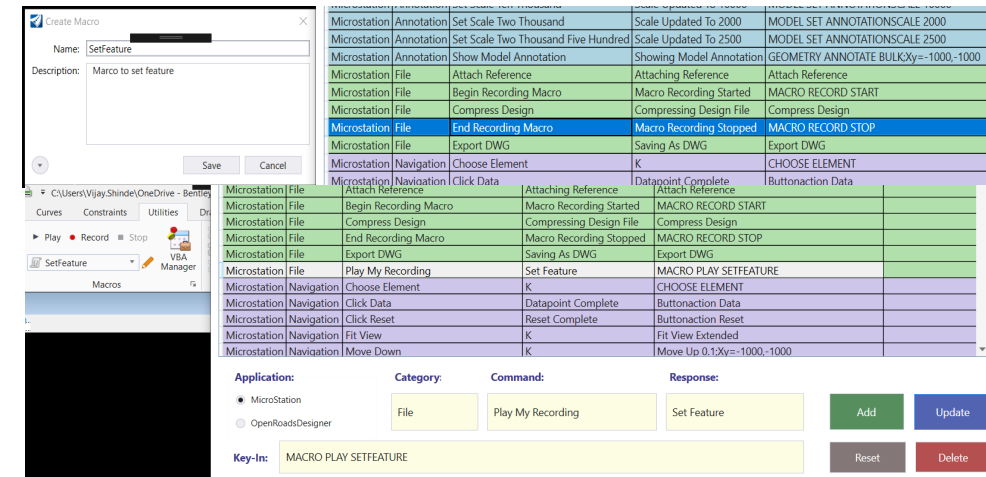 Create Macro
Name: SetFeature
Description: Marco to set feature
Save Cancel
Microstation Annotation Set Scale Two Thousand Scale Updated To 2000 MODEL SET ANNOTATIONSCALE 2000
Microstation Annotation Set Scale Two Thousand Five Hundred Scale Updated To 2500 MODEL SET ANNOTATIONSCALE 2500
Microstation Annotation Show Model Annotation Showing Model Annotation GEOMETRY ANNOTATE BULK;Xy=-1000,-1000
Microstation File Attach Reference Attaching Reference Attach Reference
Microstation File Begin Recording Macro Macro Recording Started MACRO RECORD START
Microstation File Compress Design Compressing Design File Compress Design
Microstation File End Recording Macro Macro Recording Stopped MACRO RECORD STOP
Microstation File Export DWG Saving As DWG Export DWG
Microstation Navigation Choose Element K CHOOSE ELEMENT
Microstation Navigation Click Data Datapoint Complete Buttonaction Data
C:\Users\Vijay.Shinde\OneDrive - Bentley
Curves Constraints Utilities
Play Record Stop
SetFeature
VBA
Manager
Macros
Microstation File Attach Reference Attaching Reference Attach Reference
Microstation File Begin Recording Macro Macro Recording Started MACRO RECORD START
Microstation File Compress Design Compressing Design File Compress Design
Microstation File End Recording Macro Macro Recording Stopped MACRO RECORD STOP
Microstation File Export DWG Saving As DWG Export DWG
Microstation File Play My Recording Set Feature MACRO PLAY SETFEATURE
Microstation Navigation Choose Element K CHOOSE ELEMENT
Microstation Navigation Click Data Datapoint Complete Buttonaction Data
Microstation Navigation Click Reset Reset Complete Buttonaction Reset
Microstation Navigation Fit View K Fit View Extended
Microstation Navigation Move Down K Move Up 0.1;Xy=-1000,-1000
Application: Category: Command: Response:
MicroStation
OpenRoadsDesigner
File Play My Recording Set Feature Add Update
Key-In: MACRO PLAY SETFEATURE Reset Delete